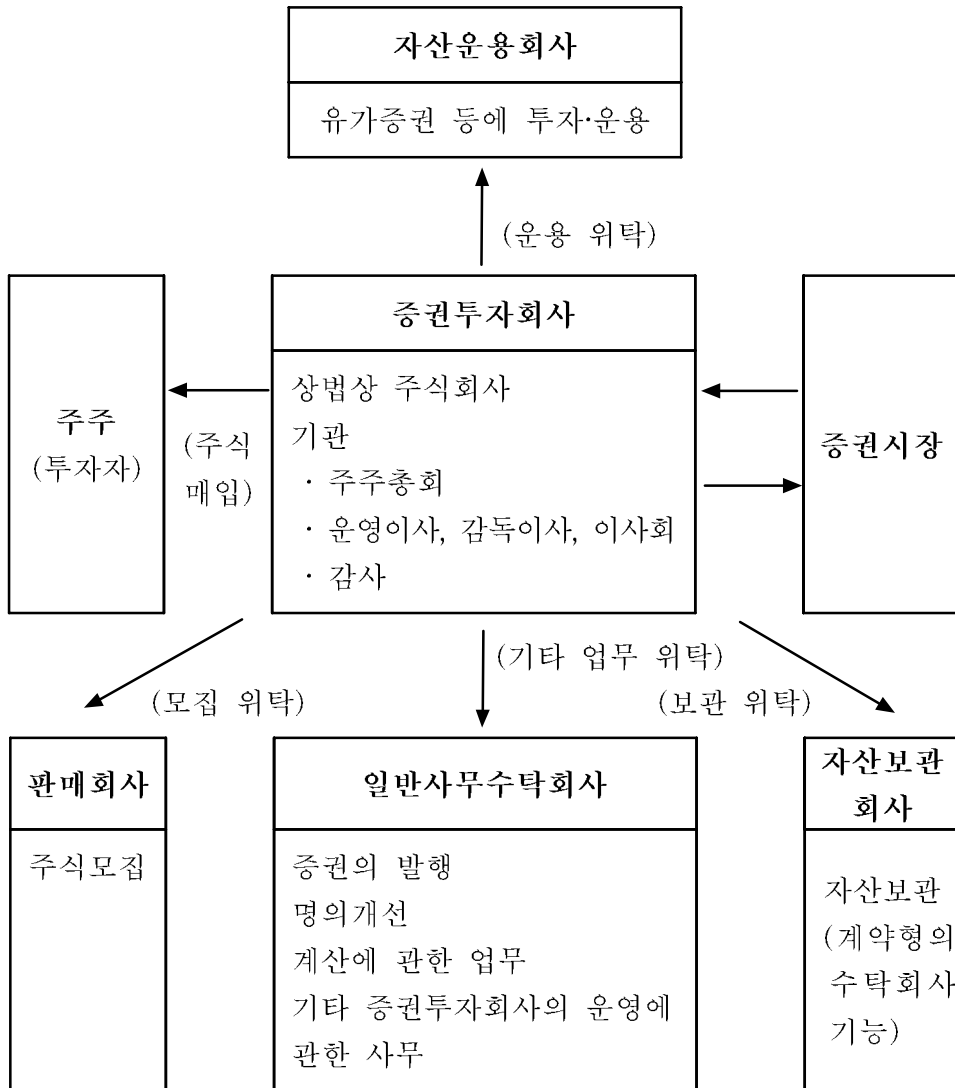 자산운용회사
유가증권 등에 투자·운용
(운용 위탁)
증권투자회사
상법상 주식회사
기관
· 주주총회
· 운영이사, 감독이사, 이사회
· 감사
주주
(투자자)
(주식
매입)
증권시장
(모집 위탁)
(기타 업무 위탁)
(보관 위탁)
판매회사
주식모집
일반사무수탁회사
증권의 발행
명의개선
계산에 관한 업무
기타 증권투자회사의 운영에
관한 사무
자산보관
회사
자산보관
(계약형의
수탁회사
기능)